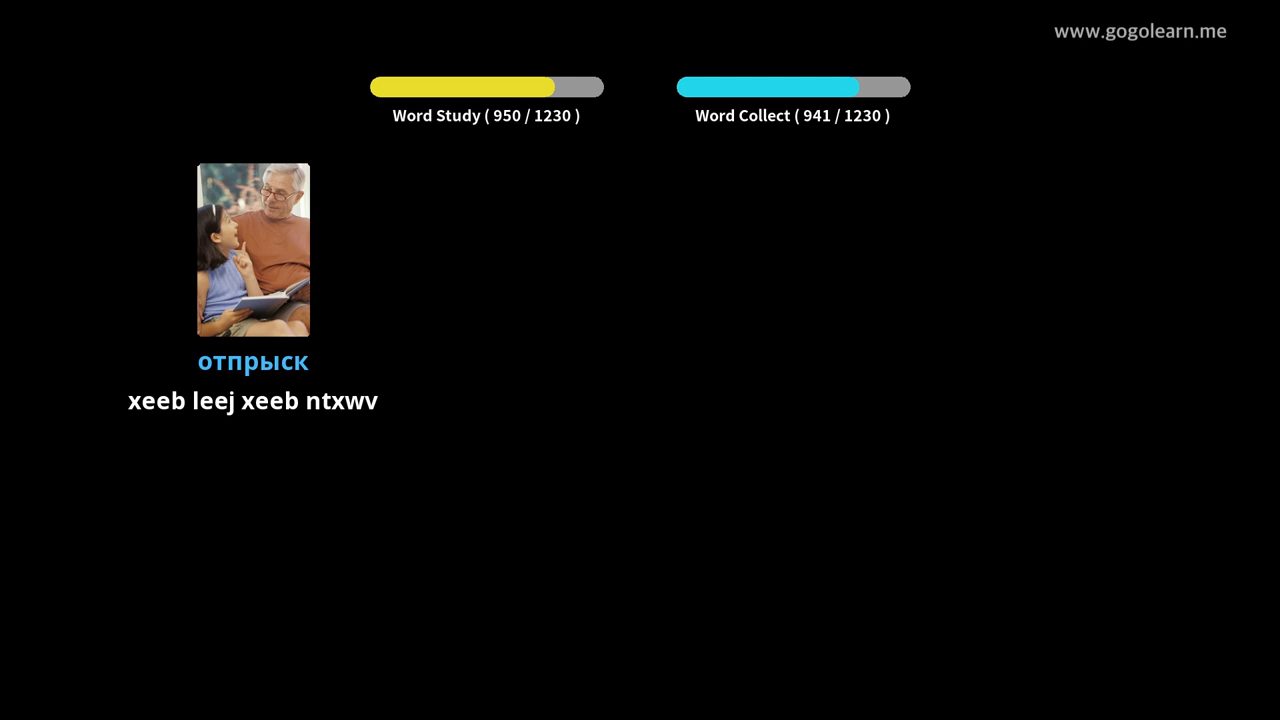 www.gogolearn.me
Word Study ( 950 / 1230 )
Word Collect ( 941 / 1230 )
отпрыск
xeeb leej xeeb ntxwv